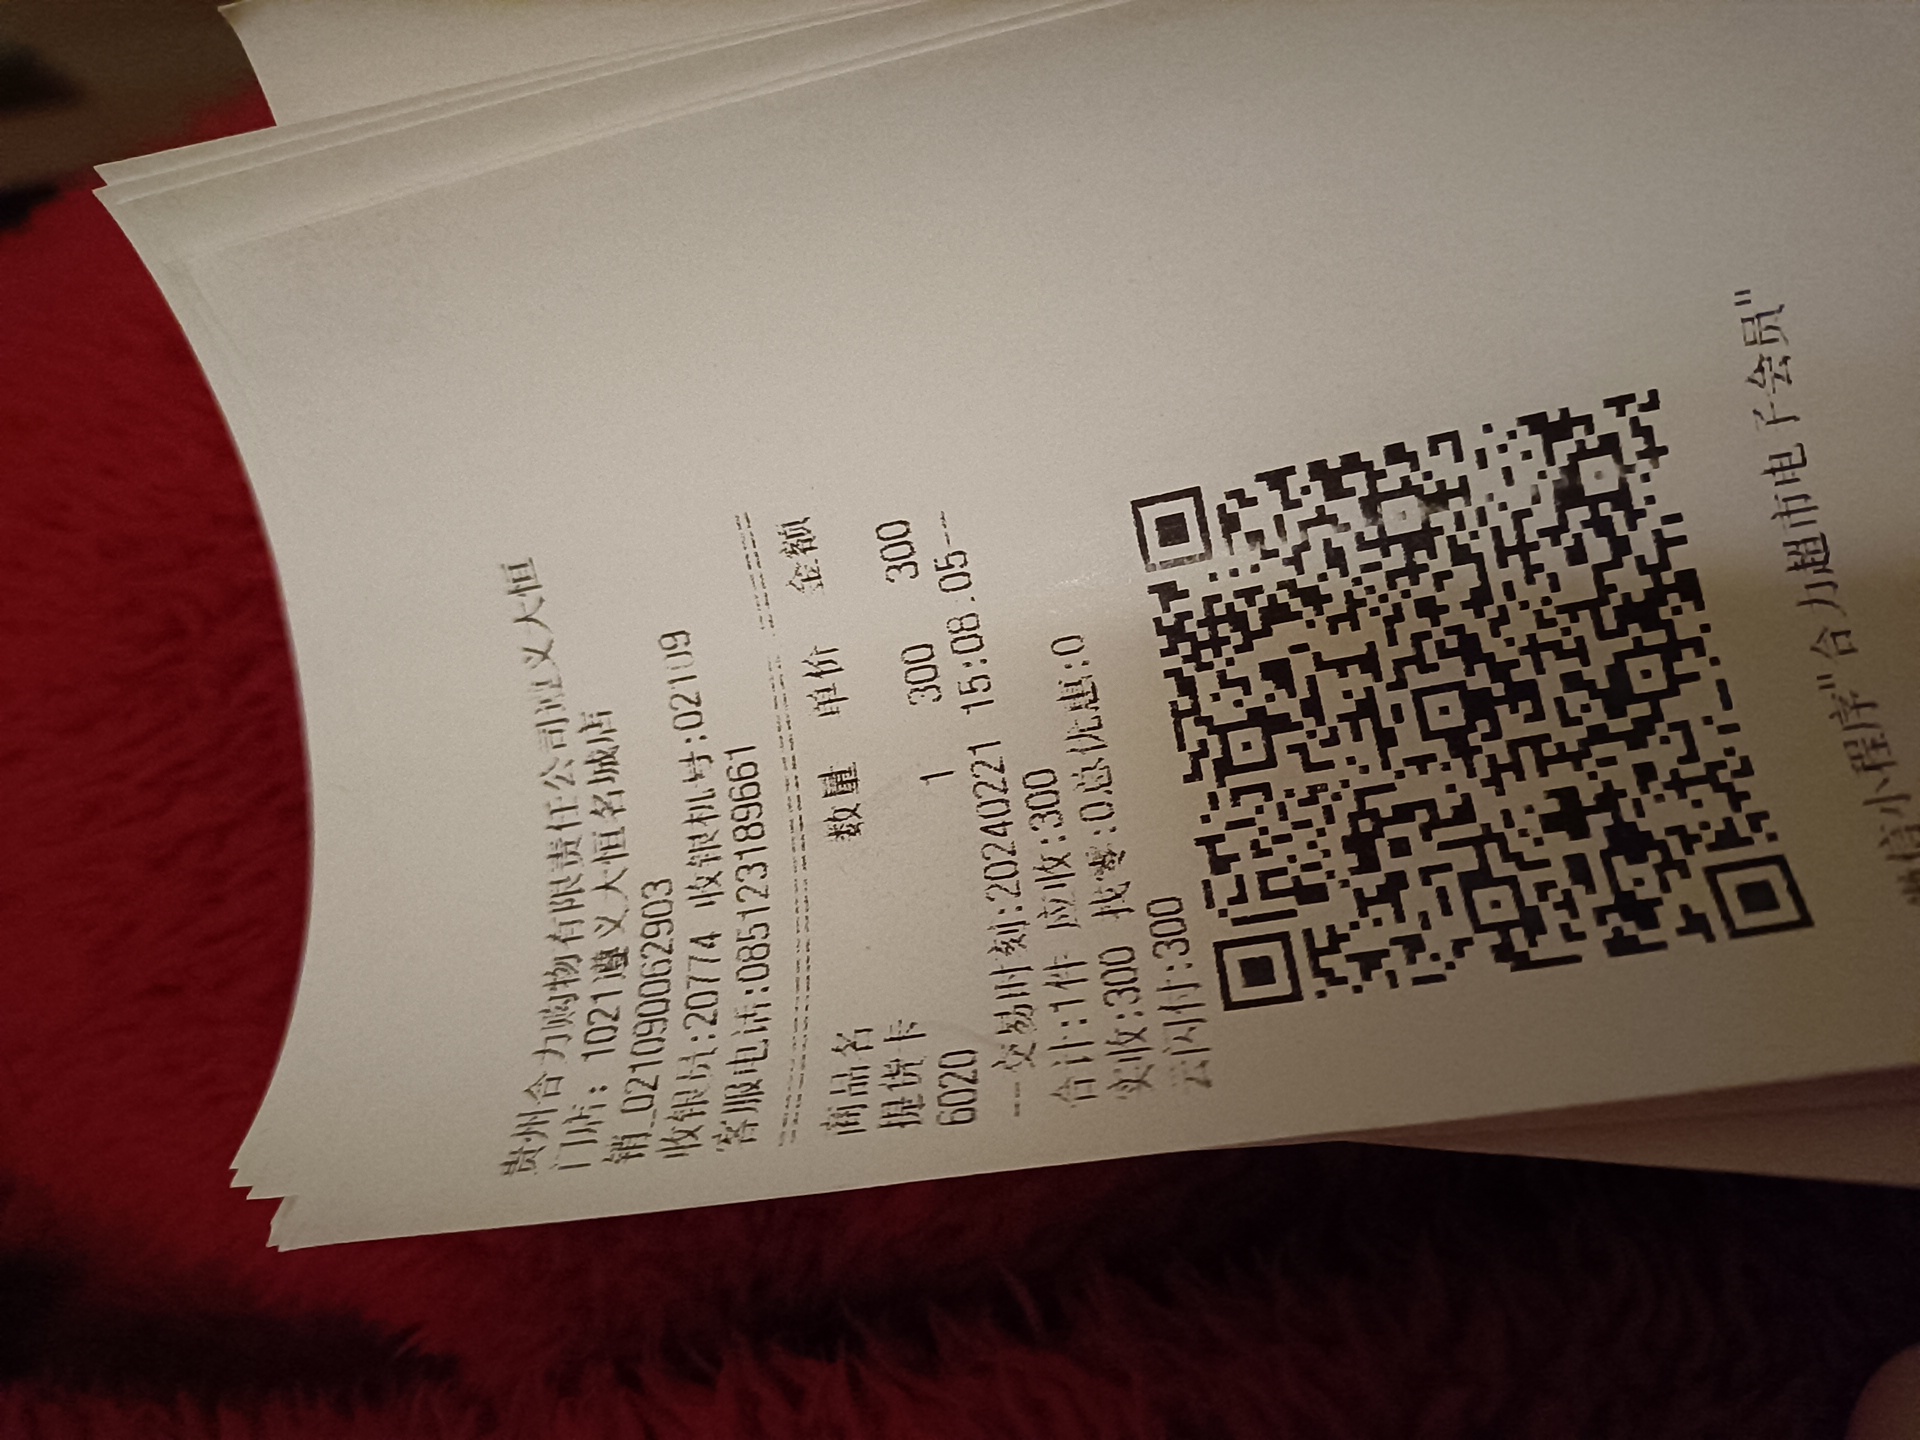 贵州合力购物有限责任公司遵义大恒
门店：1021遵义大恒名城店
销_021090062903
收银员:20774 收银机号:02109
客服电话:085123189661
商品名 数量 单价 金额
提货卡
6020 1 300 300
--交易时刻:20240221 15:08.05--
合计:1件 应收:300
实收:300 找零:0总优惠:0
云闪付:300
微信小程序"合力超市电子会员"